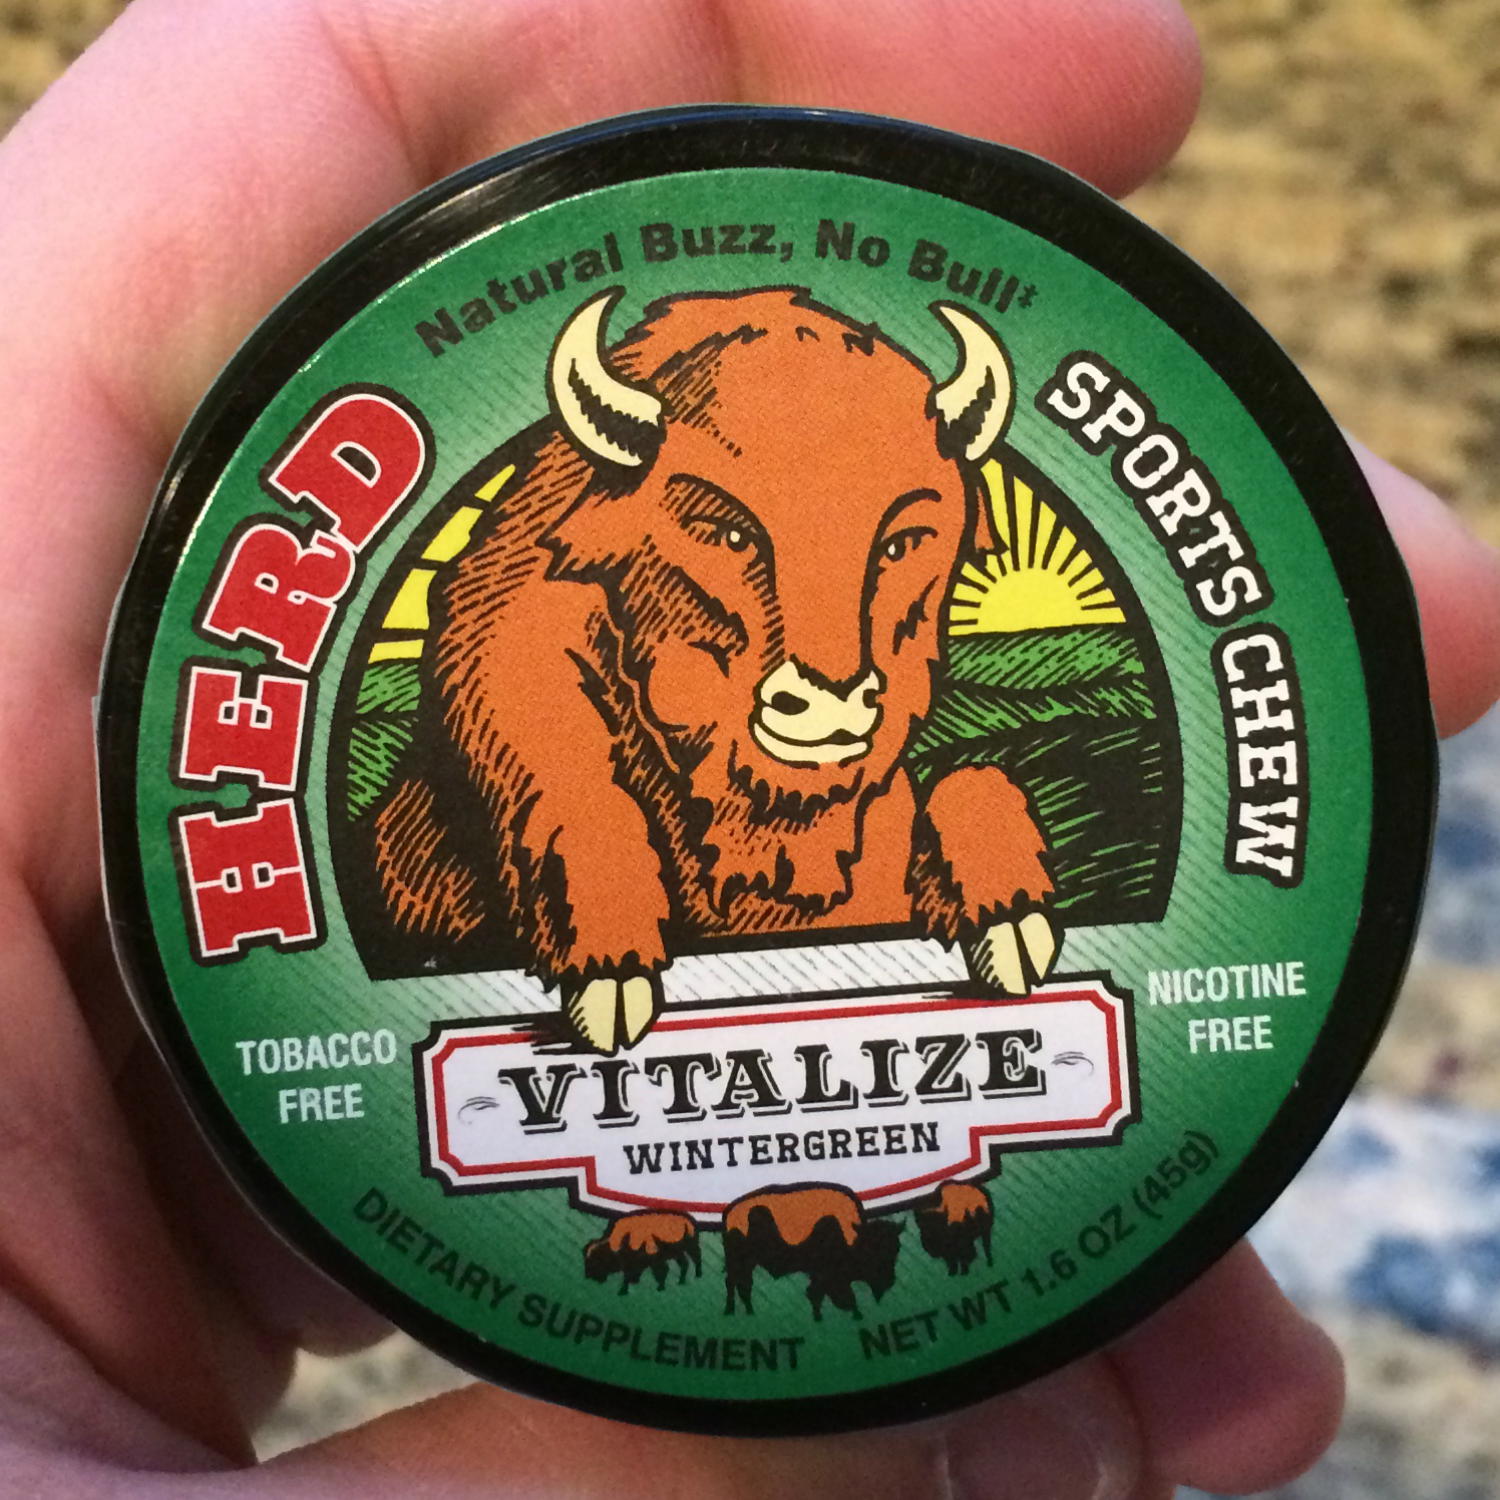 Natural Buzz, No Bull‡
HERD
SPORTS CHEW
TOBACCO
FREE
NICOTINE
FREE
VITALIZE
WINTERGREEN
DIETARY SUPPLEMENT
NET WT 1.6 OZ (45g)